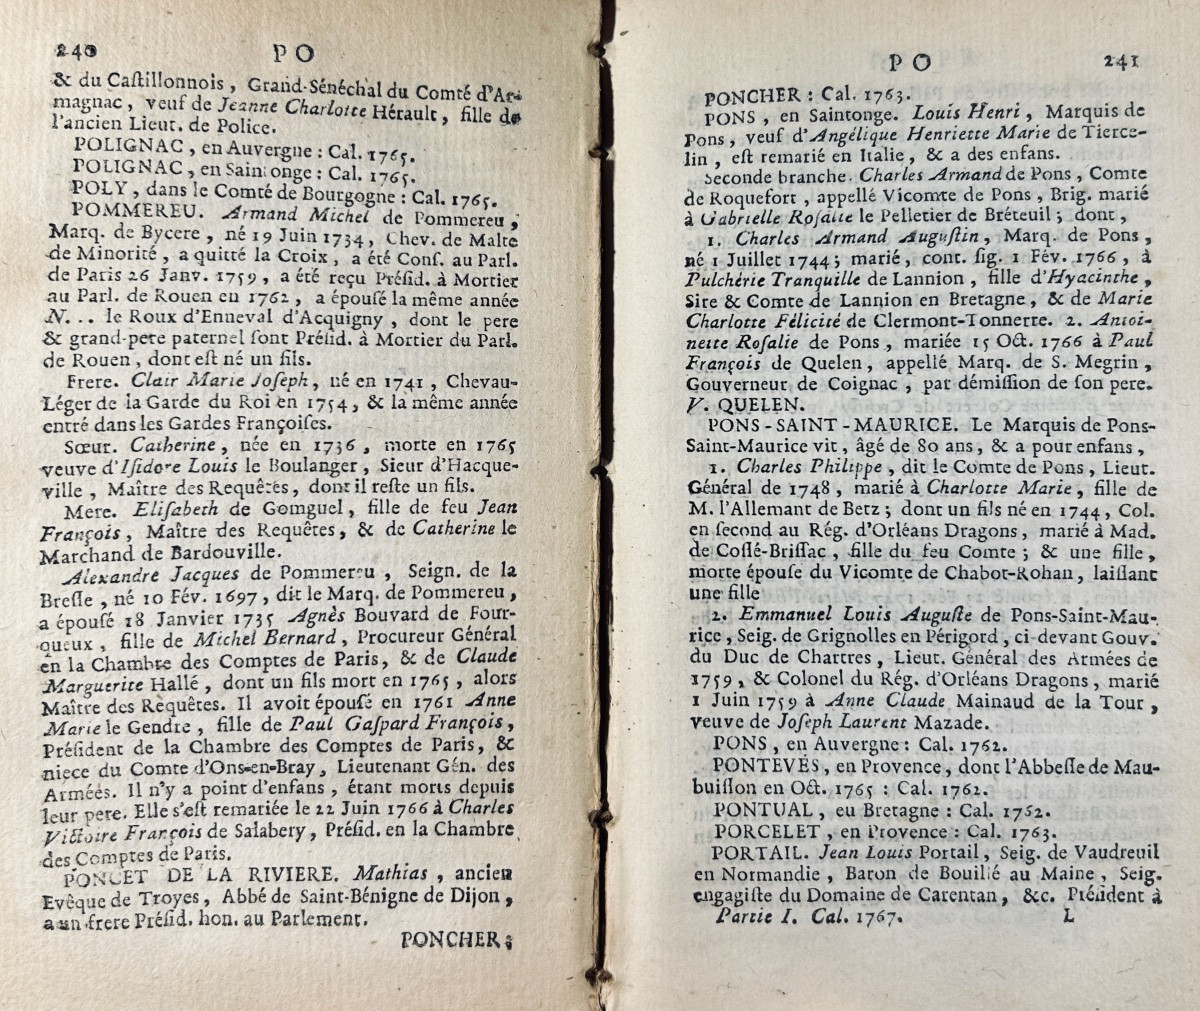 240 PO
& du Caſtillonnois, Grand-Sénéchal du Comté d'Ar-
magnac, veuf de Jeanne Charlotte Hérault, fille de
l'ancien Lieut. de Police.
POLIGNAC, en Auvergne : Cal. 1765.
POLIGNAC, en Saintonge : Cal. 1765.
POLY, dans le Comté de Bourgogne : Cal. 1765.
POMMEREU. Armand Michel de Pommereu,
Marq. de Bycere, né 19 Juin 1734, Chev. de Malte
de Minorité, a quitté la Croix, a été Conſ. au Parl.
de Paris 26 Janv. 1759, a été reçu Préſid. à Mortier
au Parl. de Rouen en 1762, a épouſé la même année
N... le Roux d'Enneval d'Acquigny, dont le pere
& grand-pere paternel ſont Préſid. à Mortier du Parl.
de Rouen, dont eſt né un fils.
Frere. Clair Marie Joſeph, né en 1741, Chevau-
Léger de la Garde du Roi en 1754, & la même année
entré dans les Gardes Françoiſes.
Sœur. Catherine, née en 1736, morte en 1765
veuve d'Iſidore Louis le Boulanger, Sieur d'Hacque-
ville, Maître des Requêtes, dont il reſte un fils.
Mere. Eliſabeth de Gomguel, fille de feu Jean
François, Maître des Requêtes, & de Catherine le
Marchand de Bardouville.
Alexandre Jacques de Pommereu, Seign. de la
Breſle, né 10 Fév. 1697, dit le Marq. de Pommereu,
a épouſé 18 Janvier 1735 Agnès Bouvard de Four-
queux, fille de Michel Bernard, Procureur Général
en la Chambre des Comptes de Paris, & de Claude
Marguerite Hallé, dont un fils mort en 1765, alors
Maître des Requêtes. Il avoit épouſé en 1761 Anne
Marie le Gendre, fille de Paul Gaſpard François,
Préſident de la Chambre des Comptes de Paris, &
niece du Comte d'Ons-en-Bray, Lieutenant Gén. des
Armées. Il n'y a point d'enfans, étant morts depuis
leur pere. Elle s'eſt remariée le 22 Juin 1766 à Charles
Victoire François de Salabery, Préſid. en la Chambre
des Comptes de Paris.
PONCET DE LA RIVIERE. Mathias, ancien
Evêque de Troyes, Abbé de Saint-Bénigne de Dijon,
a un frere Préſid. hon. au Parlement.
PONCHER;
PO 241
PONCHER : Cal. 1763.
PONS, en Saintonge. Louis Henri, Marquis de
Pons, veuf d'Angélique Henriette Marie de Tierce-
lin, eſt remarié en Italie, & a des enfans.
Seconde branche. Charles Armand de Pons, Comte
de Roquefort, appellé Vicomte de Pons, Brig. marié
à Gabrielle Roſalie le Pelletier de Bréteuil; dont,
1. Charles Armand Auguſtin, Marq. de Pons,
né 1 Juillet 1744; marié, cont. ſig. 1 Fév. 1766, à
Pulchérie Tranquille de Lannion, fille d'Hyacinthe,
Sire & Comte de Lannion en Bretagne, & de Marie
Charlotte Félicité de Clermont-Tonnerre. 2. Antoi-
nette Roſalie de Pons, mariée 15 Oct. 1766 à Paul
François de Quelen, appellé Marq. de S. Megrin,
Gouverneur de Coignac, par démiſſion de ſon pere.
V. QUELEN.
PONS-SAINT-MAURICE. Le Marquis de Pons-
Saint-Maurice vit, âgé de 80 ans, & a pour enfans,
1. Charles Philippe, dit le Comte de Pons, Lieut.
Général de 1748, marié à Charlotte Marie, fille de
M. l'Allemant de Betz; dont un fils né en 1744, Col.
en ſecond au Rég. d'Orléans Dragons, marié à Mad.
de Coſſé-Briſſac, fille du feu Comte; & une fille,
morte épouſe du Vicomte de Chabot-Rohan, laiſſant
une fille
2. Emmanuel Louis Auguſte de Pons-Saint-Mau-
rice, Seig. de Grignolles en Périgord, ci-devant Gouv.
du Duc de Chartres, Lieut. Général des Armées de
1759, & Colonel du Rég. d'Orléans Dragons, marié
1 Juin 1759 à Anne Claude Mainaud de la Tour,
veuve de Joſeph Laurent Mazade.
PONS, en Auvergne : Cal. 1762.
PONTEVÈS, en Provence, dont l'Abbeſſe de Mau-
buiſſon en Oct. 1765 : Cal. 1762.
PONTUAL, eu Bretagne : Cal. 1762.
PORCELET, en Provence : Cal. 1763.
PORTAIL. Jean Louis Portail, Seig. de Vaudreuil
en Normandie, Baron de Bouillé au Maine, Seig.
engagiſte du Domaine de Carentan, &c. Préſident à
Partie I. Cal. 1767. L